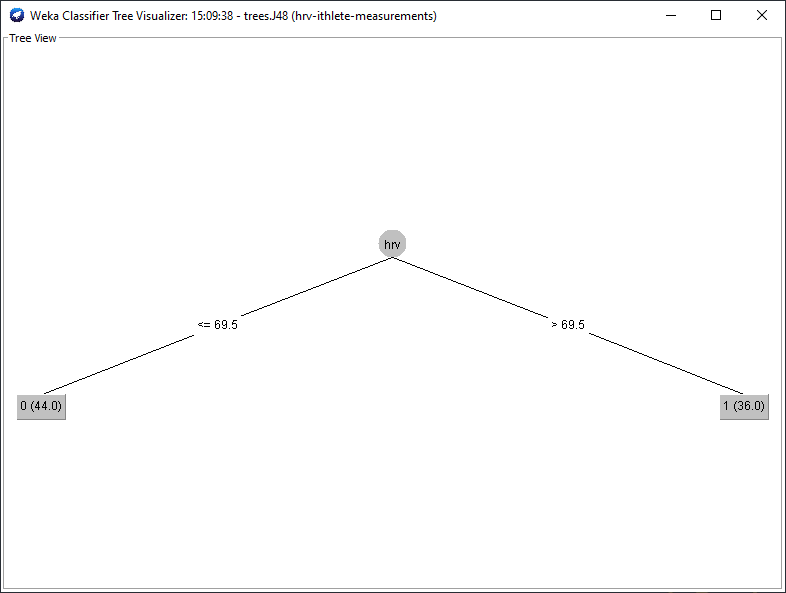 Weka Classifier Tree Visualizer: 15:09:38 - trees.J48 (hrv-ithlete-measurements)
Tree View
hrv
<= 69.5
> 69.5
0 (44.0)
1 (36.0)